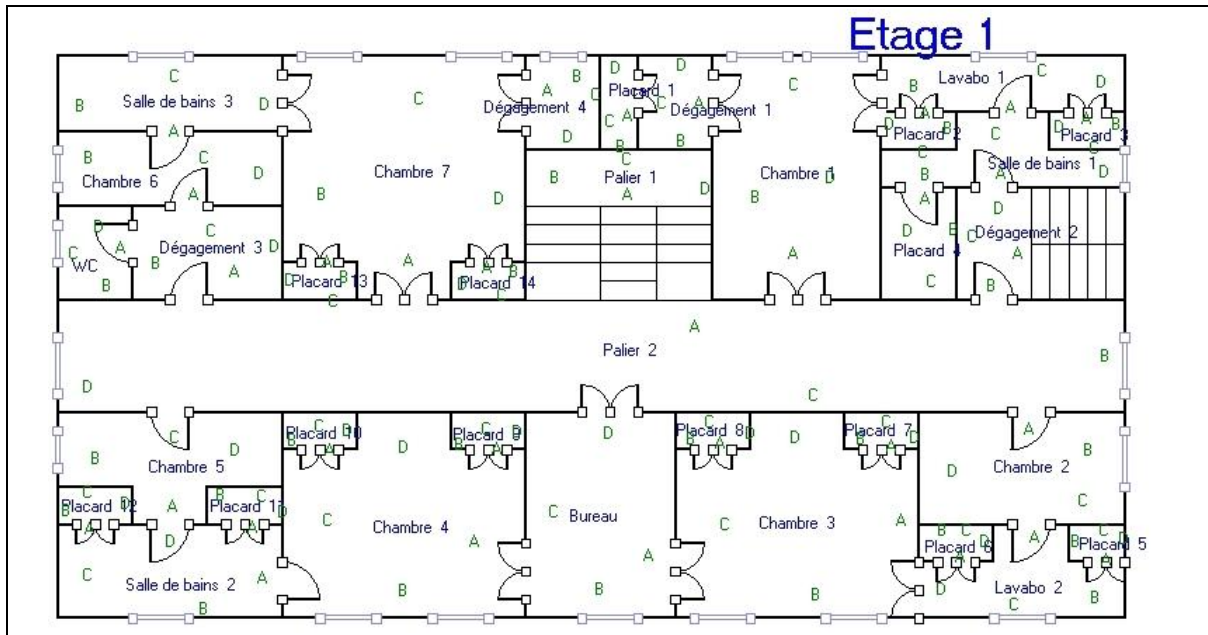 Etage 1
Salle de bains 3
Chambre 6
WC
Dégagement 3
Chambre 7
Placard 13
Placard 14
Dégagement 4
Placard 1
Dégagement 1
Palier 1
Chambre 1
Lavabo 1
Placard 2
Placard 3
Salle de bains 1
Placard 4
Dégagement 2
Palier 2
Chambre 5
Placard 12
Placard 11
Salle de bains 2
Placard 10
Placard 9
Chambre 4
Bureau
Placard 8
Placard 7
Chambre 3
Chambre 2
Placard 6
Placard 5
Lavabo 2